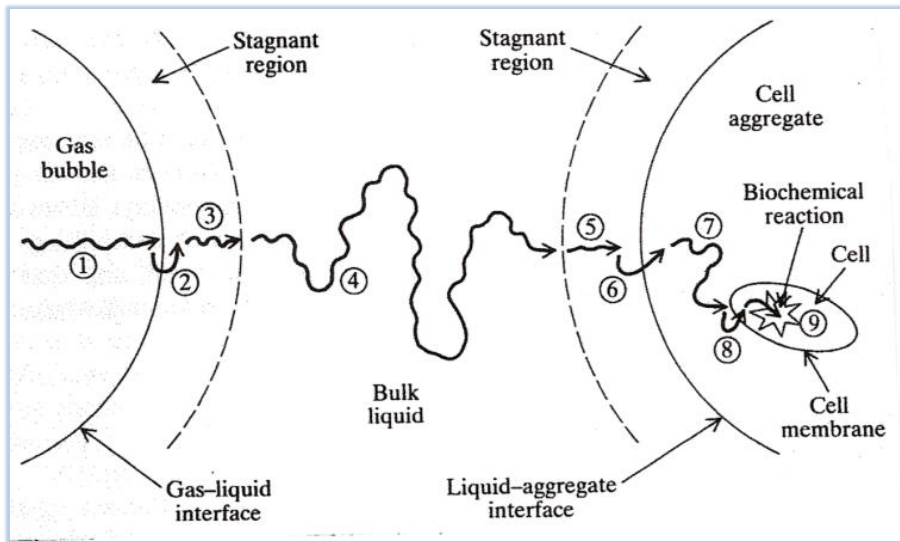 Stagnant
region
Stagnant
region
Cell
aggregate
Gas
bubble
Biochemical
reaction
Cell
①
②
③
④
⑤
⑥
⑦
⑧
⑨
Bulk
liquid
Cell
membrane
Gas–liquid
interface
Liquid–aggregate
interface